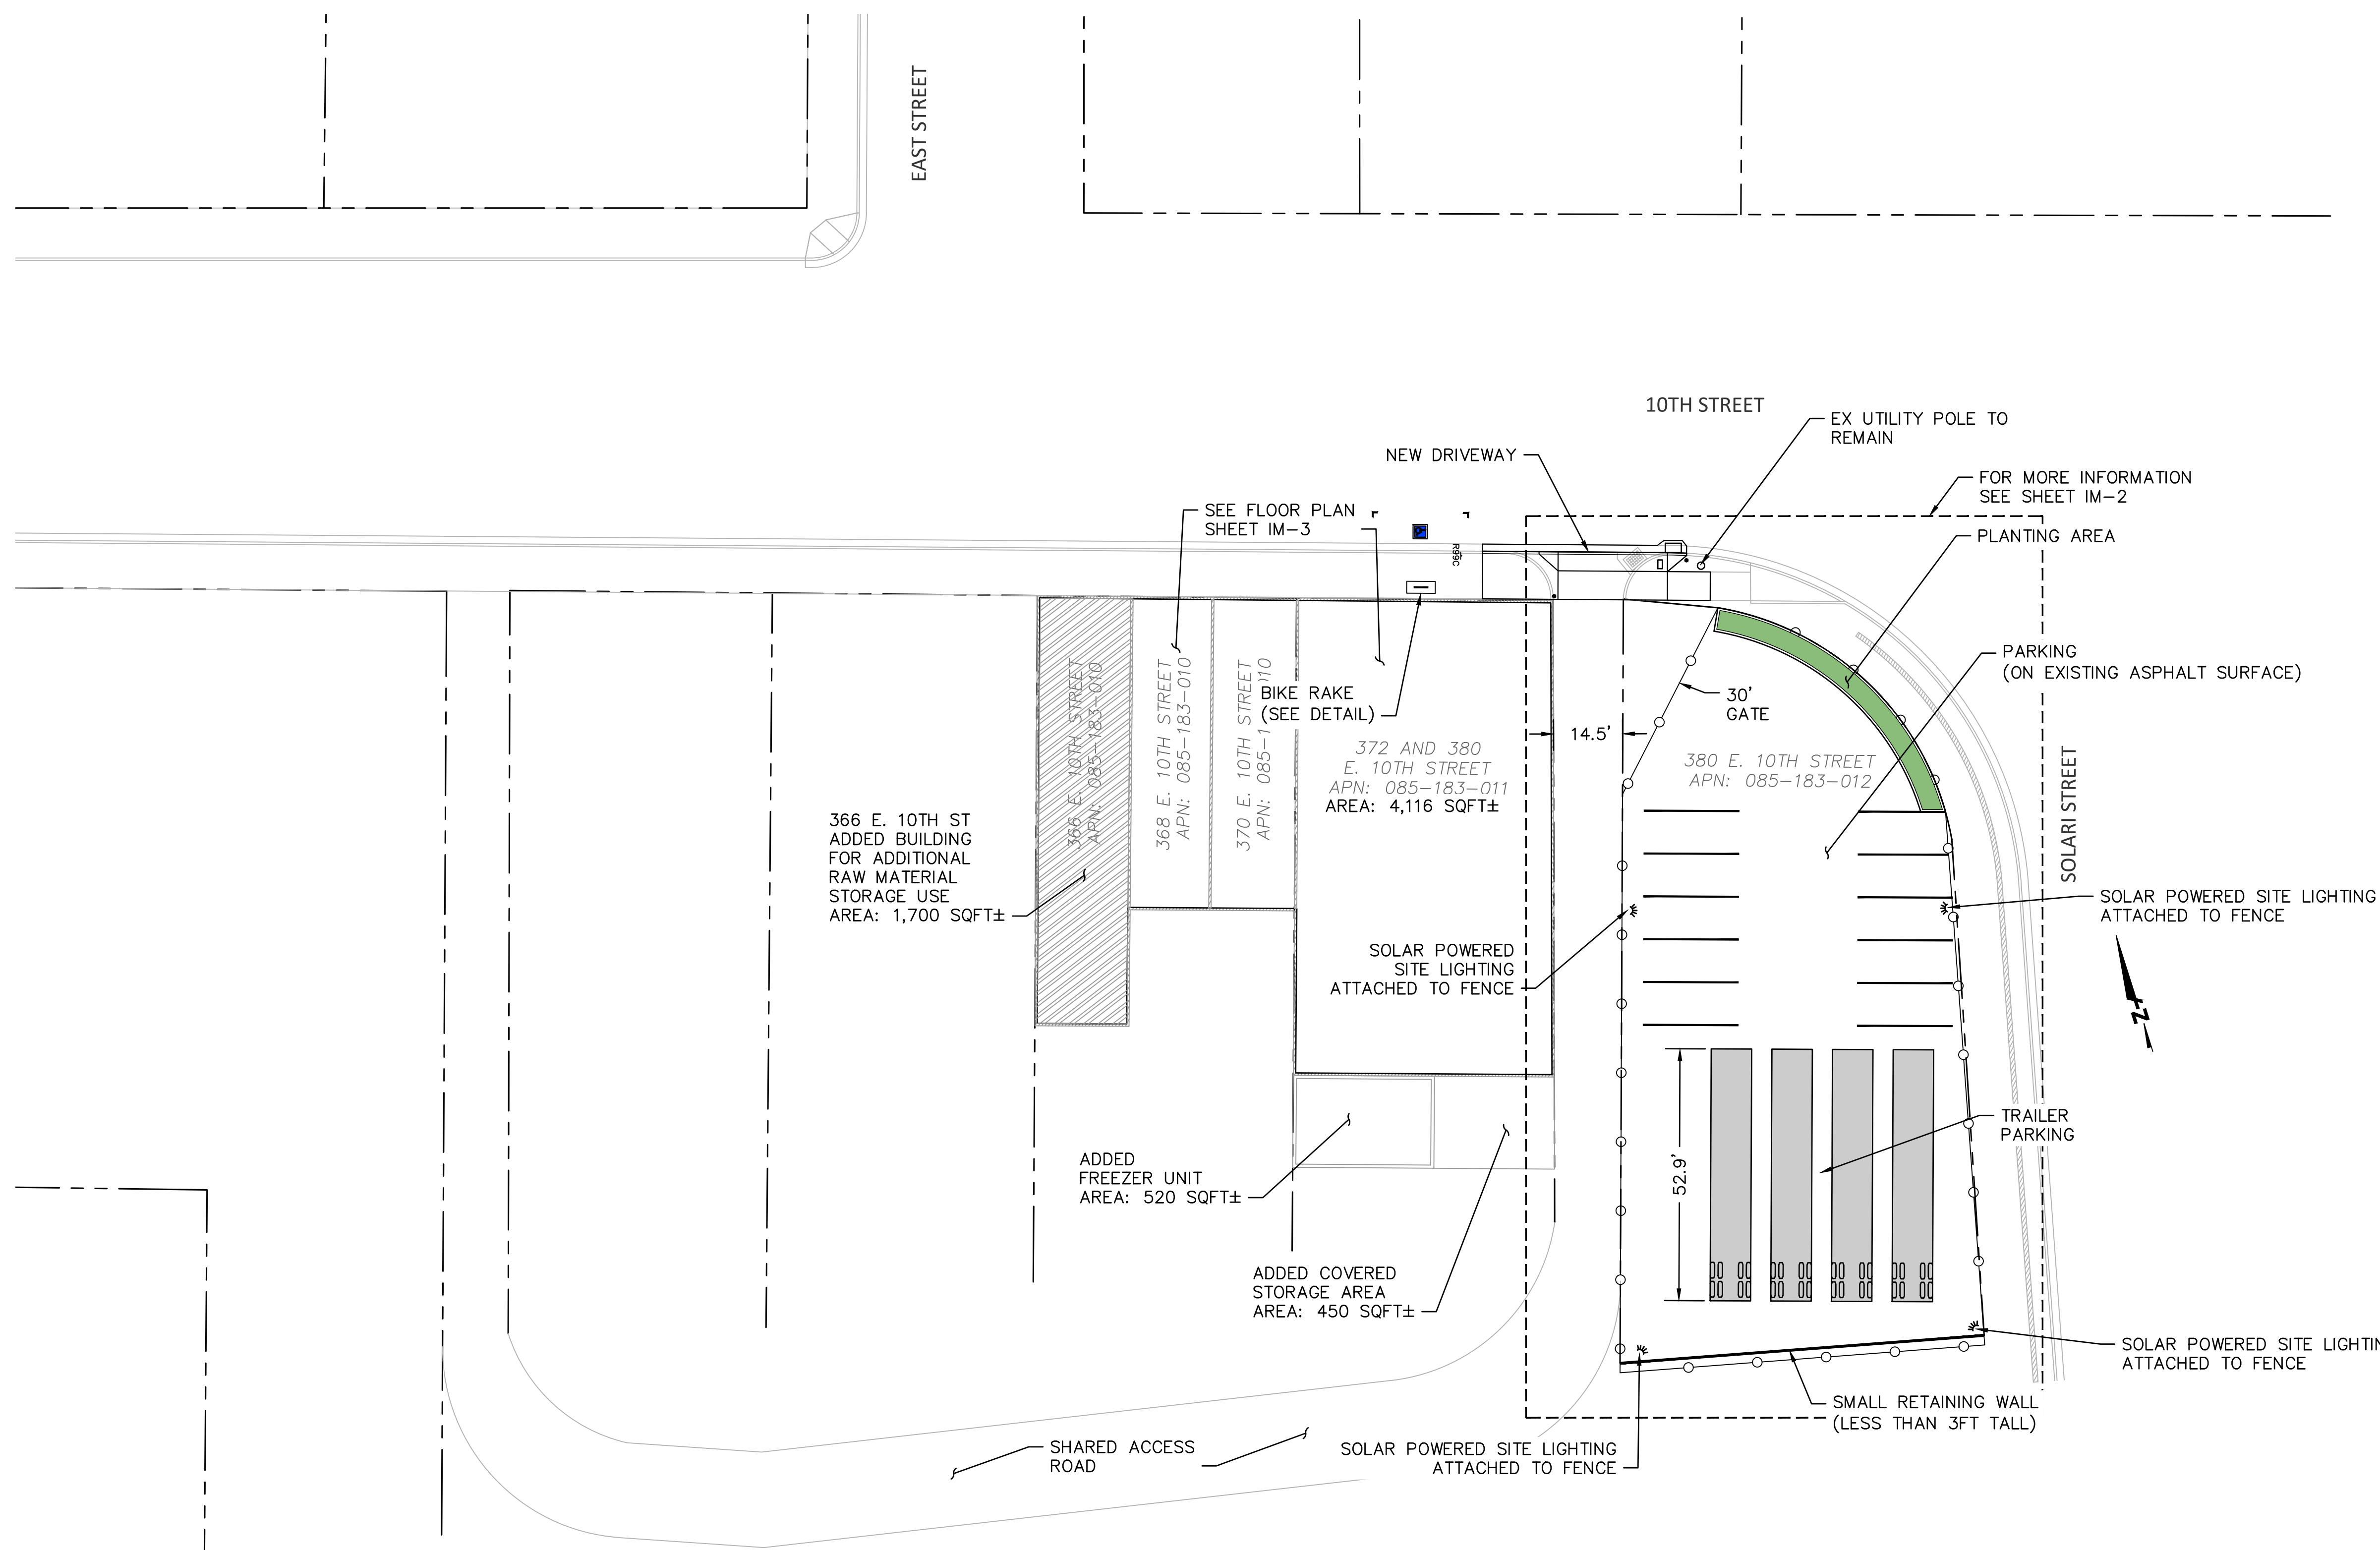 EAST STREET
10TH STREET
EX UTILITY POLE TO
REMAIN
NEW DRIVEWAY
FOR MORE INFORMATION
SEE SHEET IM-2
SEE FLOOR PLAN
SHEET IM-3
PLANTING AREA
R99C
PARKING
(ON EXISTING ASPHALT SURFACE)
366 E. 10TH STREET
APN: 085-183-010
368 E. 10TH STREET
APN: 085-183-010
370 E. 10TH STREET
APN: 085-183-010
BIKE RAKE
(SEE DETAIL)
30'
GATE
14.5'
372 AND 380
E. 10TH STREET
APN: 085-183-011
AREA: 4,116 SQFT±
380 E. 10TH STREET
APN: 085-183-012
SOLARI STREET
366 E. 10TH ST
ADDED BUILDING
FOR ADDITIONAL
RAW MATERIAL
STORAGE USE
AREA: 1,700 SQFT±
SOLAR POWERED SITE LIGHTING
ATTACHED TO FENCE
SOLAR POWERED
SITE LIGHTING
ATTACHED TO FENCE
N
TRAILER
PARKING
52.9'
ADDED
FREEZER UNIT
AREA: 520 SQFT±
ADDED COVERED
STORAGE AREA
AREA: 450 SQFT±
SOLAR POWERED SITE LIGHTIN
ATTACHED TO FENCE
SMALL RETAINING WALL
(LESS THAN 3FT TALL)
SHARED ACCESS
ROAD
SOLAR POWERED SITE LIGHTING
ATTACHED TO FENCE